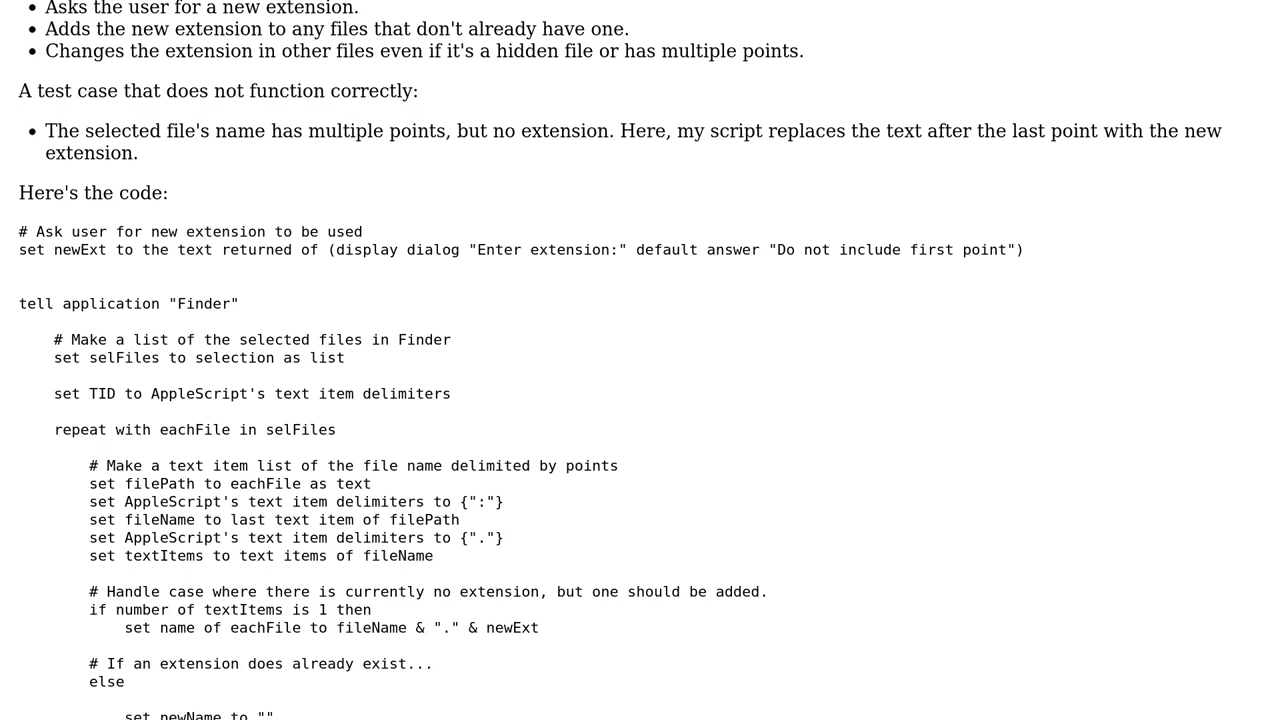 • Asks the user for a new extension.
• Adds the new extension to any files that don't already have one.
• Changes the extension in other files even if it's a hidden file or has multiple points.
A test case that does not function correctly:
• The selected file's name has multiple points, but no extension. Here, my script replaces the text after the last point with the new
extension.
Here's the code:
# Ask user for new extension to be used
set newExt to the text returned of (display dialog "Enter extension:" default answer "Do not include first point")
tell application "Finder"
    # Make a list of the selected files in Finder
    set selFiles to selection as list
    set TID to AppleScript's text item delimiters
    repeat with eachFile in selFiles
        # Make a text item list of the file name delimited by points
        set filePath to eachFile as text
        set AppleScript's text item delimiters to {":"}
        set fileName to last text item of filePath
        set AppleScript's text item delimiters to {"."}
        set textItems to text items of fileName
        # Handle case where there is currently no extension, but one should be added.
        if number of textItems is 1 then
            set name of eachFile to fileName & "." & newExt
        # If an extension does already exist...
        else
            set newName to ""